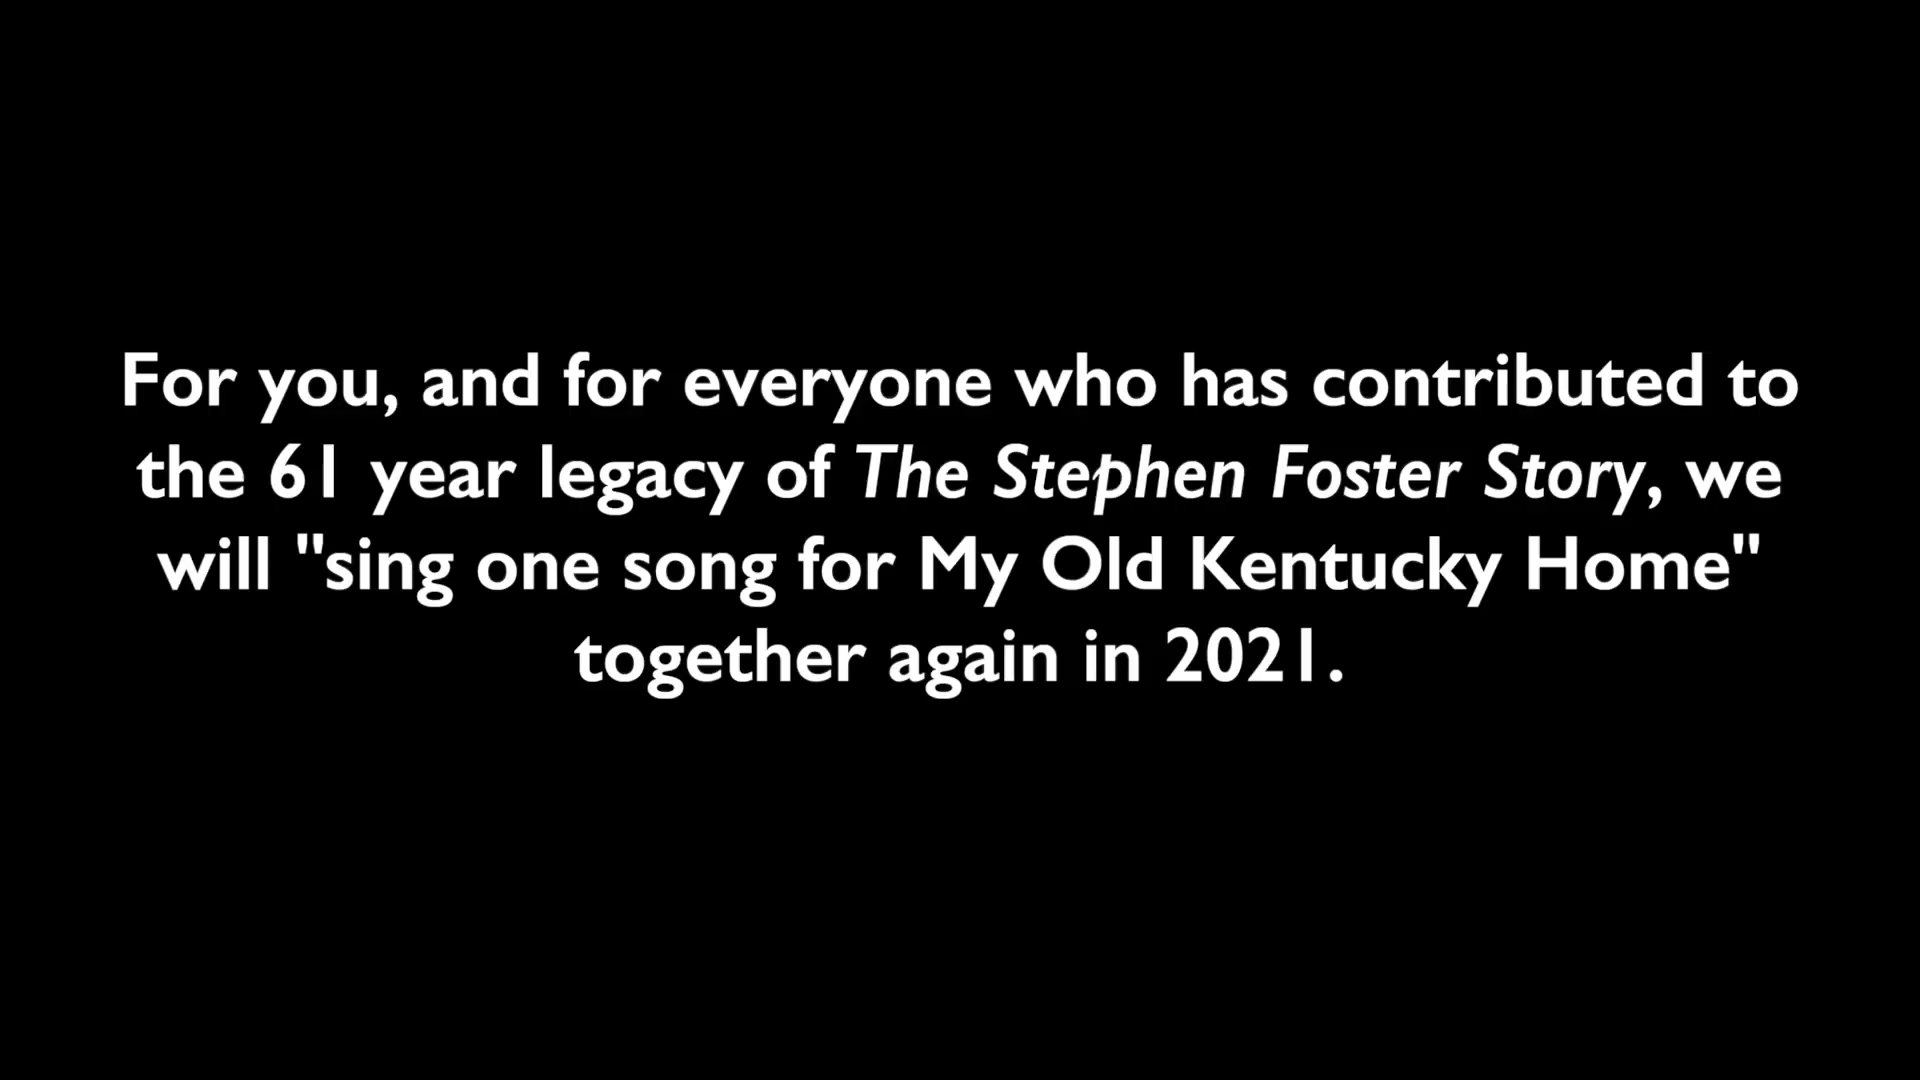 For you, and for everyone who has contributed to
the 61 year legacy of The Stephen Foster Story, we
will "sing one song for My Old Kentucky Home"
together again in 2021.